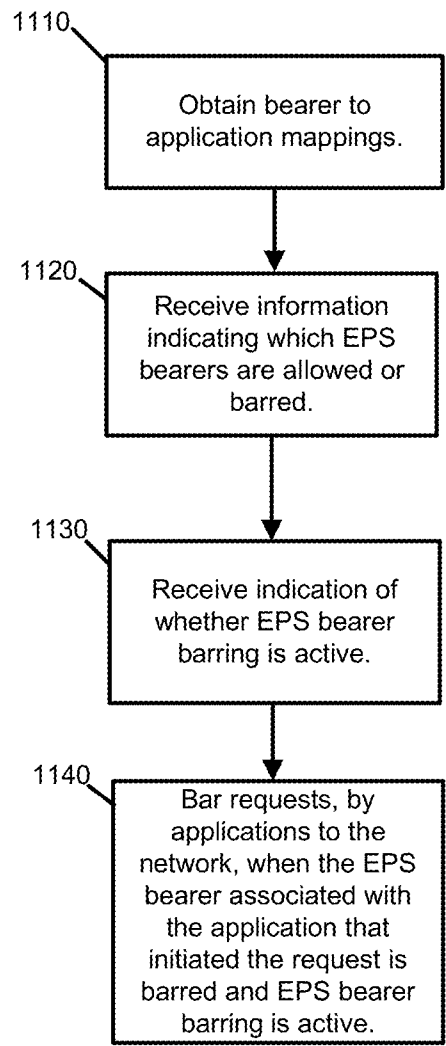 1110
Obtain bearer to
application mappings.
1120
Receive information
indicating which EPS
bearers are allowed or
barred.
1130
Receive indication of
whether EPS bearer
barring is active.
1140
Bar requests, by
applications to the
network, when the EPS
bearer associated with
the application that
initiated the request is
barred and EPS bearer
barring is active.